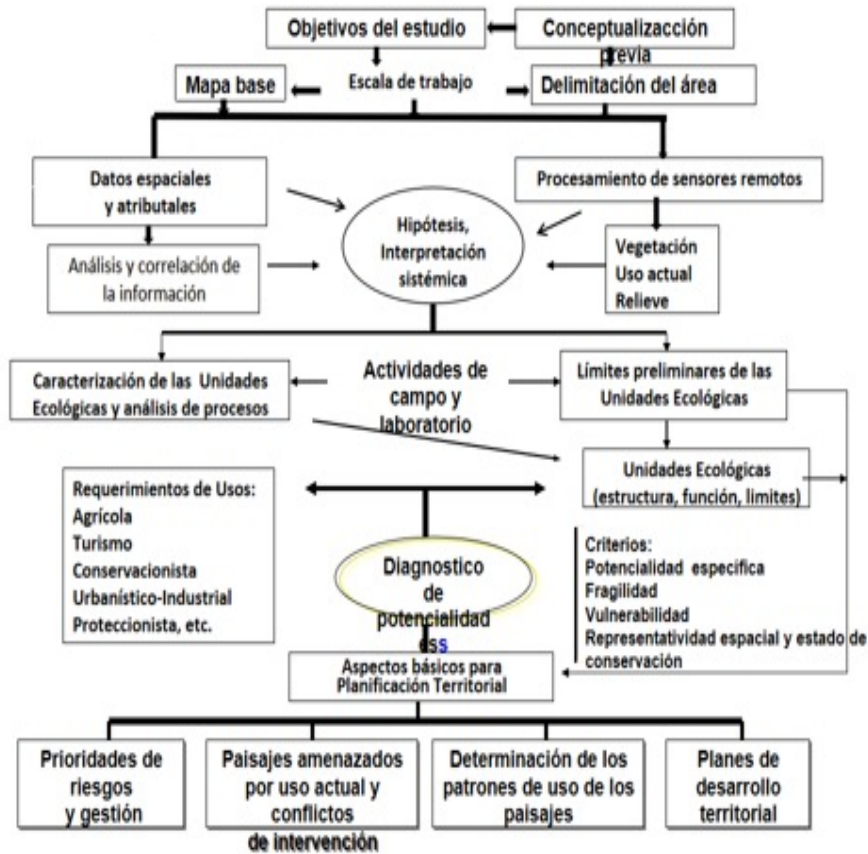 Objetivos del estudio
Conceptualizacción
previa
Mapa base
Escala de trabajo
Delimitación del área
Datos espaciales
y atributales
Procesamiento de sensores remotos
Hipótesis,
Interpretación
sistémica
Análisis y correlación de
la información
Vegetación
Uso actual
Relieve
Caracterización de las Unidades
Ecológicas y análisis de procesos
Actividades de
campo y
laboratorio
Límites preliminares de las
Unidades Ecológicas
Unidades Ecológicas
(estructura, función, limites)
Requerimientos de Usos:
Agrícola
Turismo
Conservacionista
Urbanístico-Industrial
Proteccionista, etc.
Diagnostico
de
potencialidad
ess
Criterios:
Potencialidad específica
Fragilidad
Vulnerabilidad
Representatividad espacial y estado de
conservación
Aspectos básicos para
Planificación Territorial
Prioridades de
riesgos
y gestión
Paisajes amenazados
por uso actual y
conflictos
de intervención
Determinación de los
patrones de uso de los
paisajes
Planes de
desarrollo
territorial